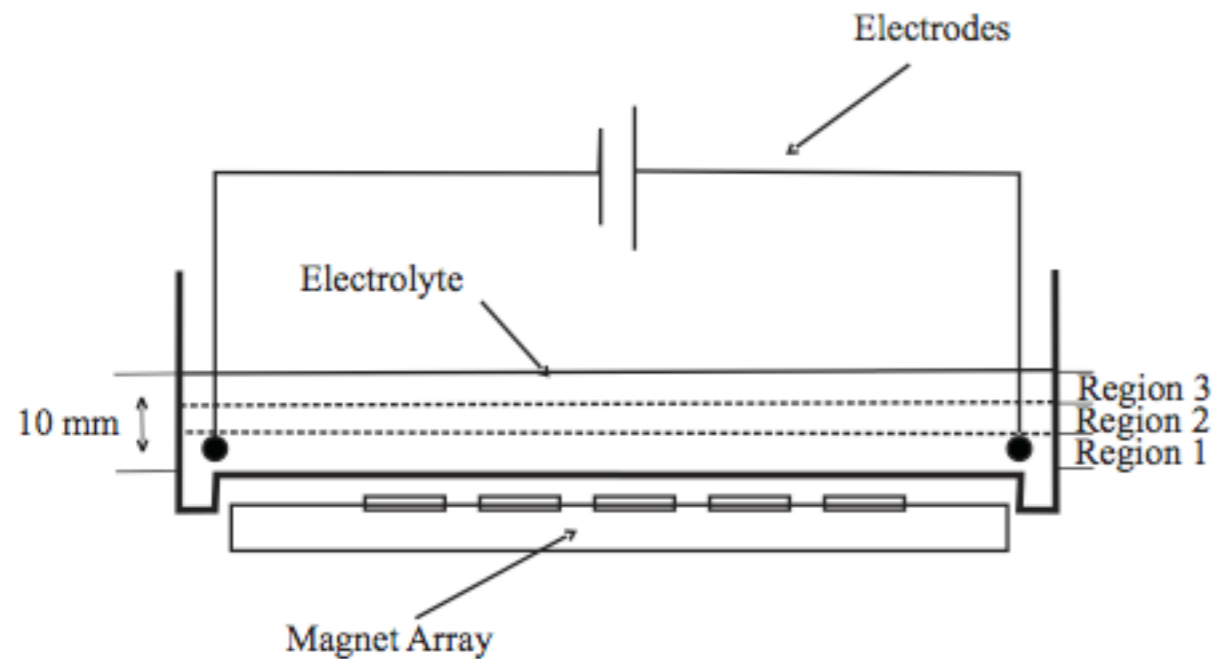 Electrodes
Electrolyte
10 mm
Region 3
Region 2
Region 1
Magnet Array